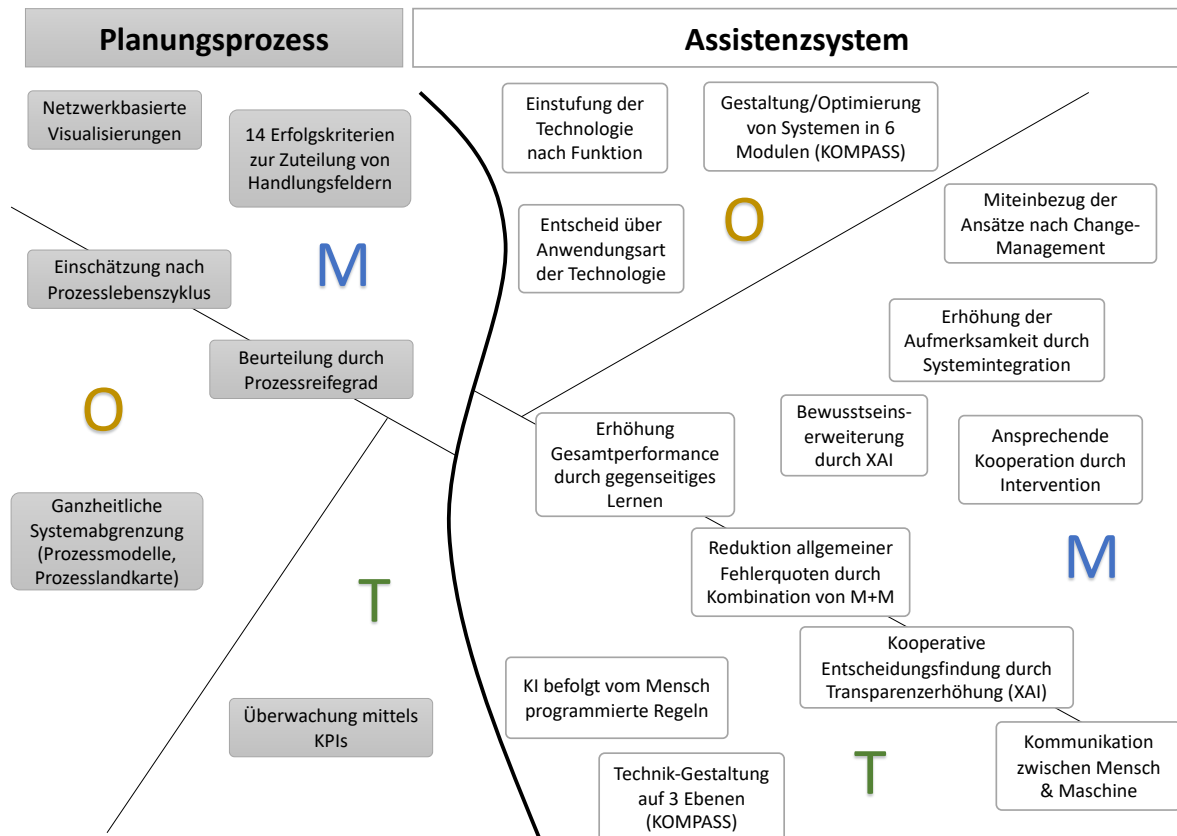 Planungsprozess
Assistenzsystem
Netzwerkbasierte
Visualisierungen
14 Erfolgskriterien
zur Zuteilung von
Handlungsfeldern
M
Einschätzung nach
Prozesslebenszyklus
Beurteilung durch
Prozessreifegrad
O
Ganzheitliche
Systemabgrenzung
(Prozessmodelle,
Prozesslandkarte)
T
Überwachung mittels
KPIs
Einstufung der
Technologie
nach Funktion
Gestaltung/Optimierung
von Systemen in 6
Modulen (KOMPASS)
Entscheid über
Anwendungsart
der Technologie
O
Miteinbezug der
Ansätze nach Change-
Management
Erhöhung der
Aufmerksamkeit durch
Systemintegration
Bewusstseins-
erweiterung
durch XAI
Ansprechende
Kooperation durch
Intervention
Erhöhung
Gesamtperformance
durch gegenseitiges
Lernen
M
Reduktion allgemeiner
Fehlerquoten durch
Kombination von M+M
Kooperative
Entscheidungsfindung durch
Transparenzerhöhung (XAI)
KI befolgt vom Mensch
programmierte Regeln
T
Kommunikation
zwischen Mensch
& Maschine
Technik-Gestaltung
auf 3 Ebenen
(KOMPASS)